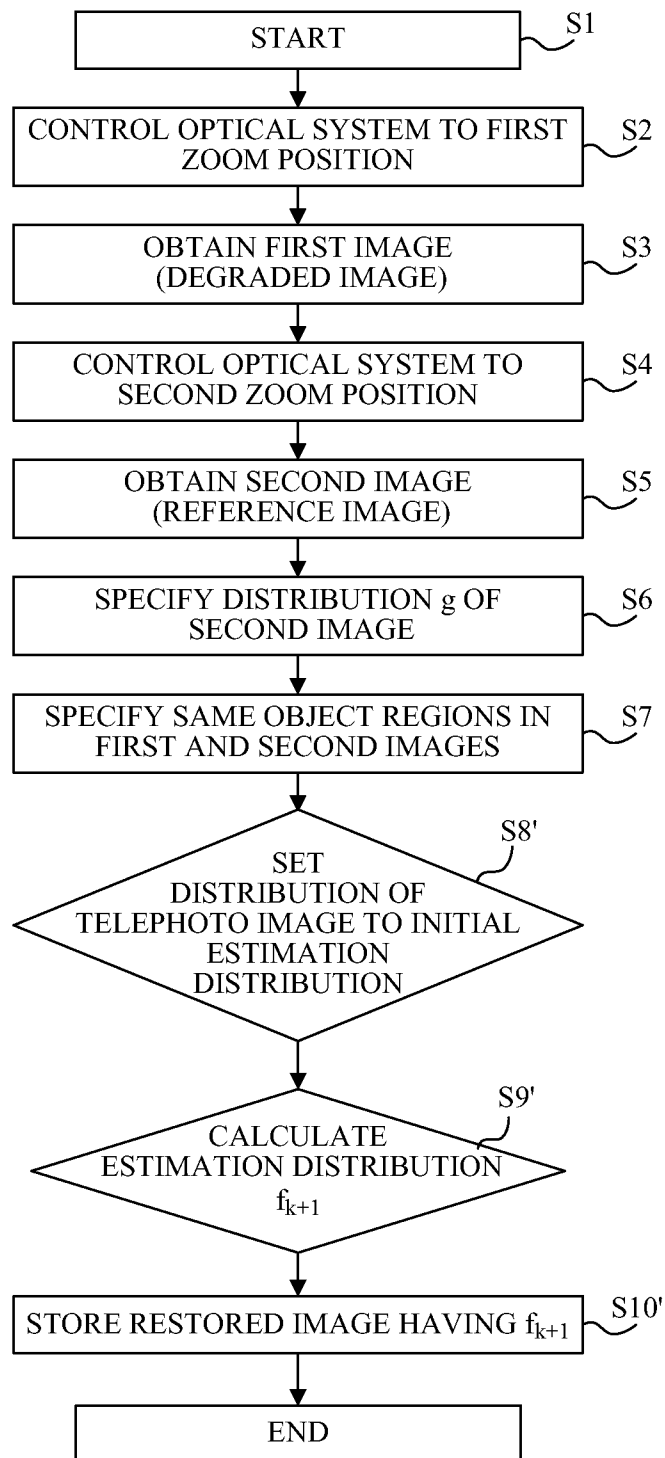 START
S1
CONTROL OPTICAL SYSTEM TO FIRST
ZOOM POSITION
S2
OBTAIN FIRST IMAGE
(DEGRADED IMAGE)
S3
CONTROL OPTICAL SYSTEM TO
SECOND ZOOM POSITION
S4
OBTAIN SECOND IMAGE
(REFERENCE IMAGE)
S5
SPECIFY DISTRIBUTION g OF
SECOND IMAGE
S6
SPECIFY SAME OBJECT REGIONS IN
FIRST AND SECOND IMAGES
S7
SET
DISTRIBUTION OF
TELEPHOTO IMAGE TO INITIAL
ESTIMATION
DISTRIBUTION
S8'
CALCULATE
ESTIMATION DISTRIBUTION
fk+1
S9'
STORE RESTORED IMAGE HAVING fk+1
S10'
END